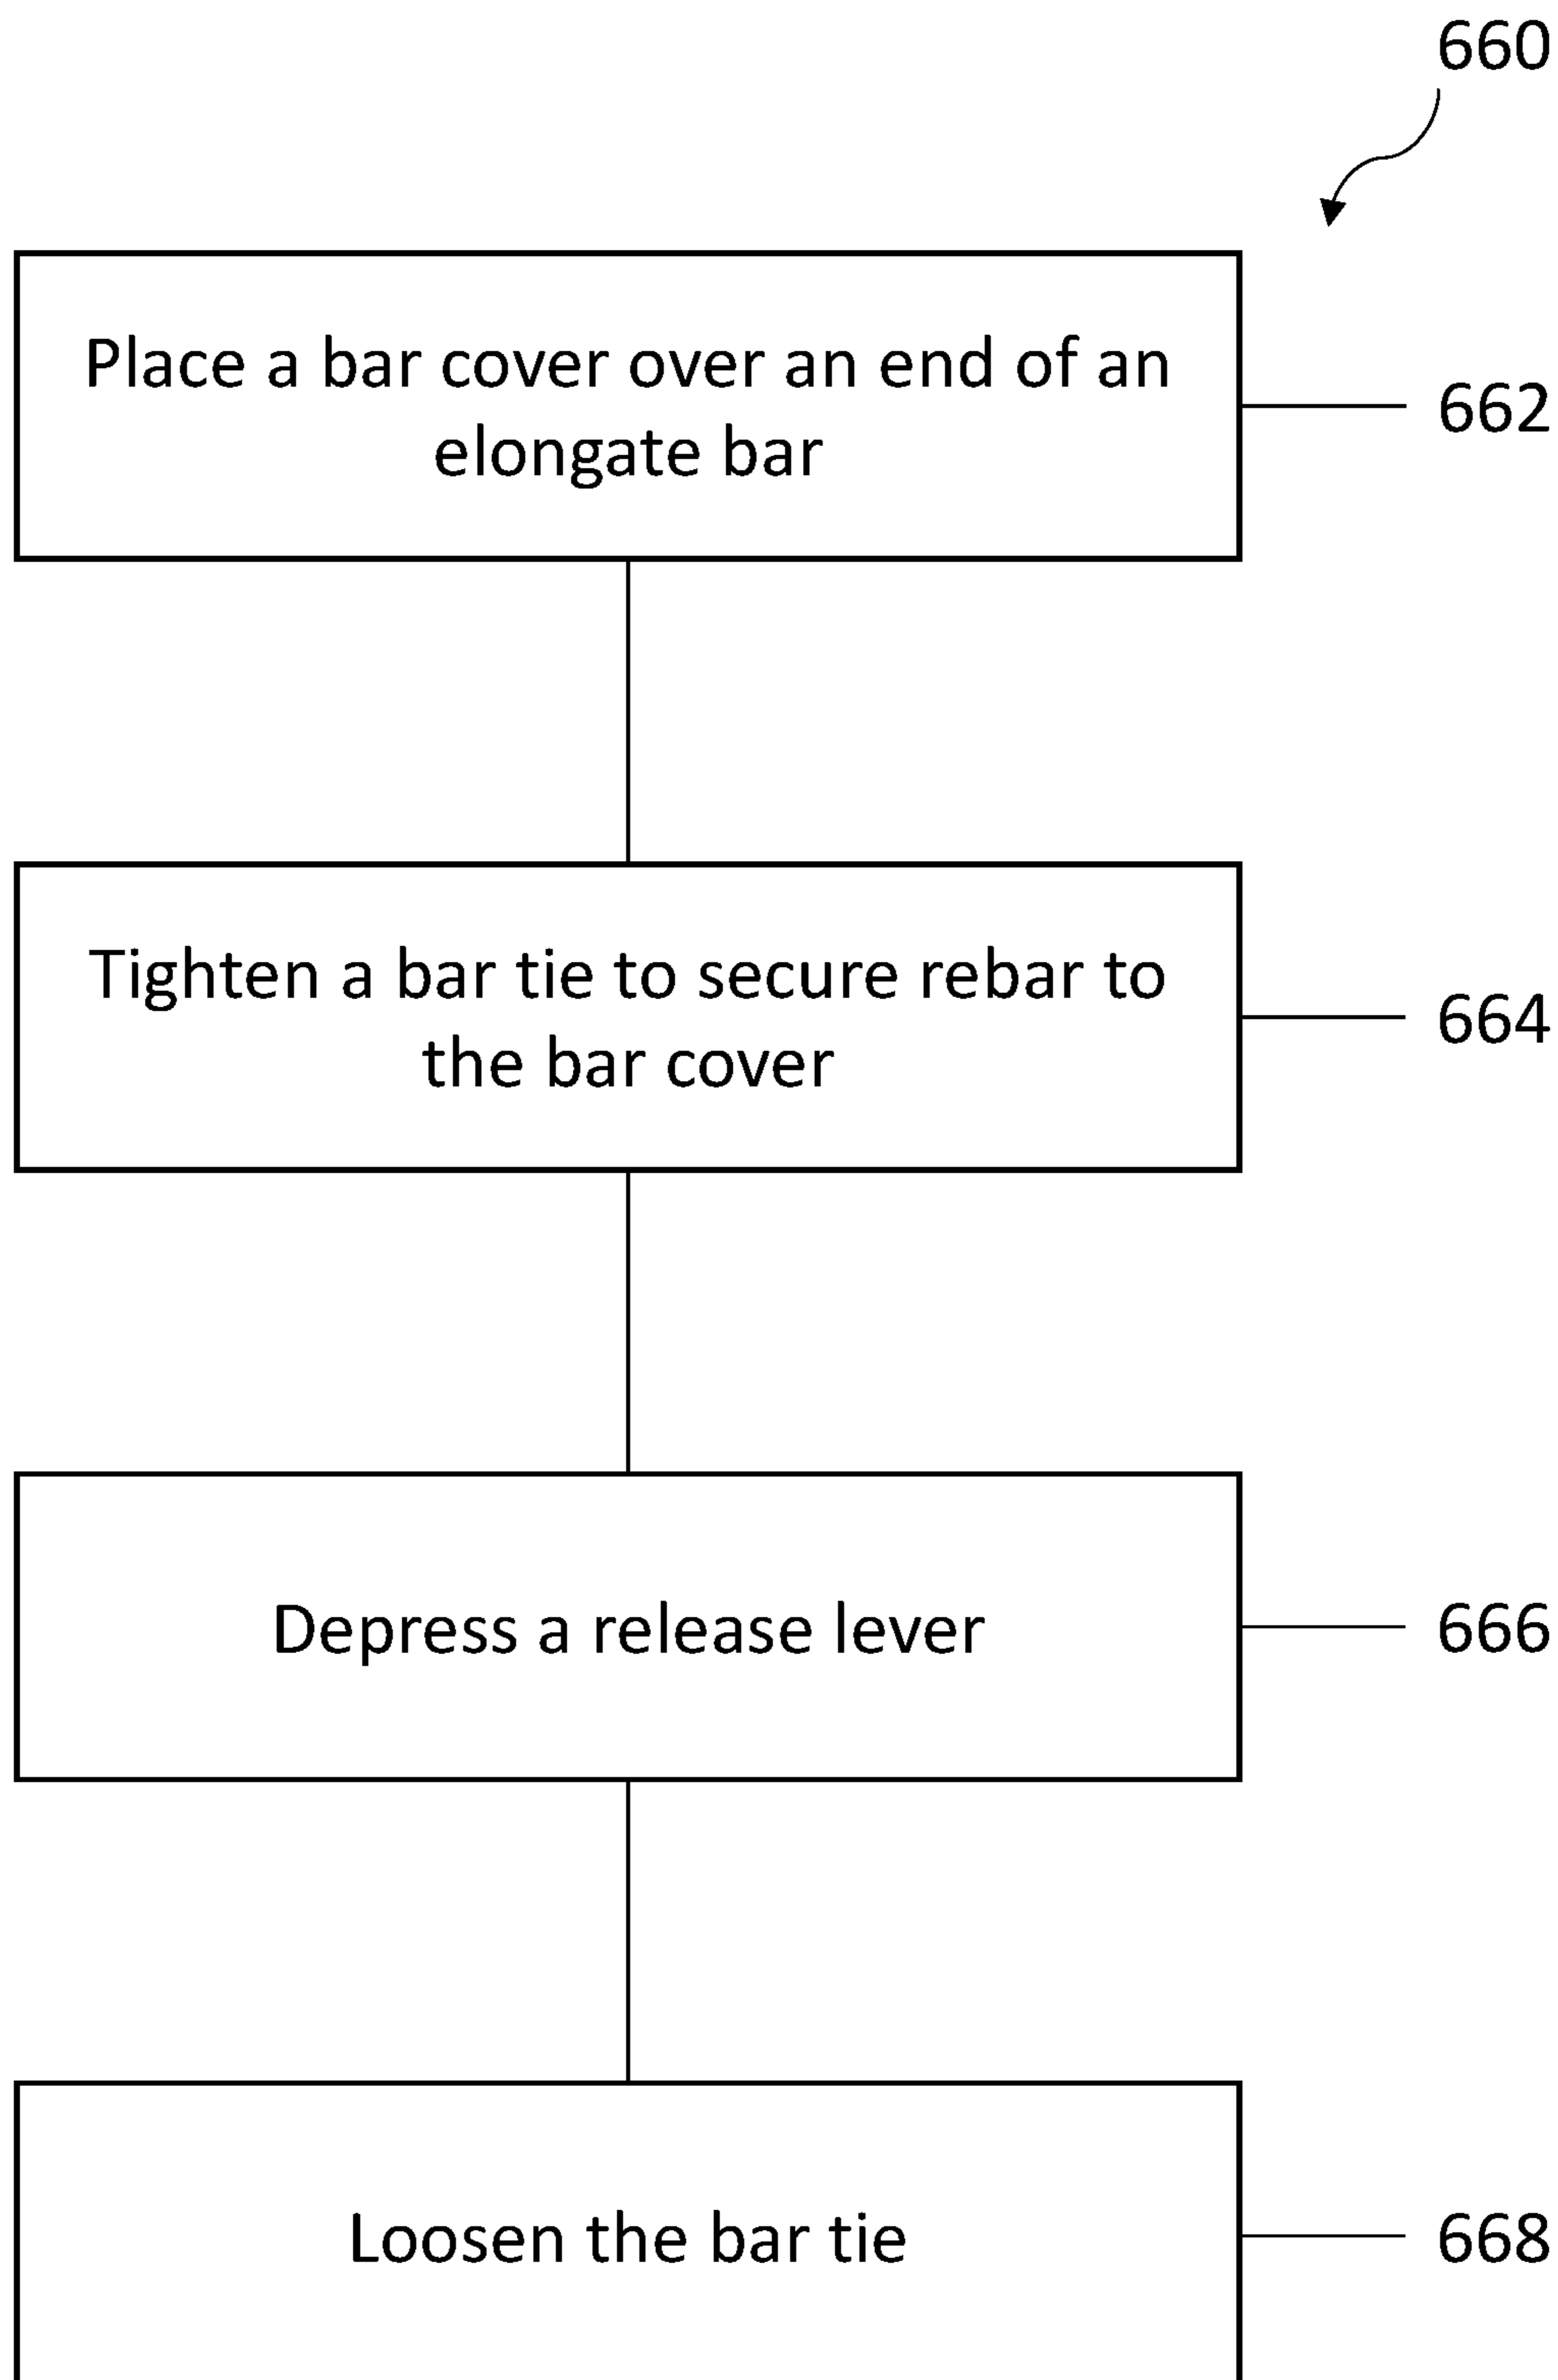 660
Place a bar cover over an end of an
elongate bar
662
Tighten a bar tie to secure rebar to
the bar cover
664
Depress a release lever
666
Loosen the bar tie
668